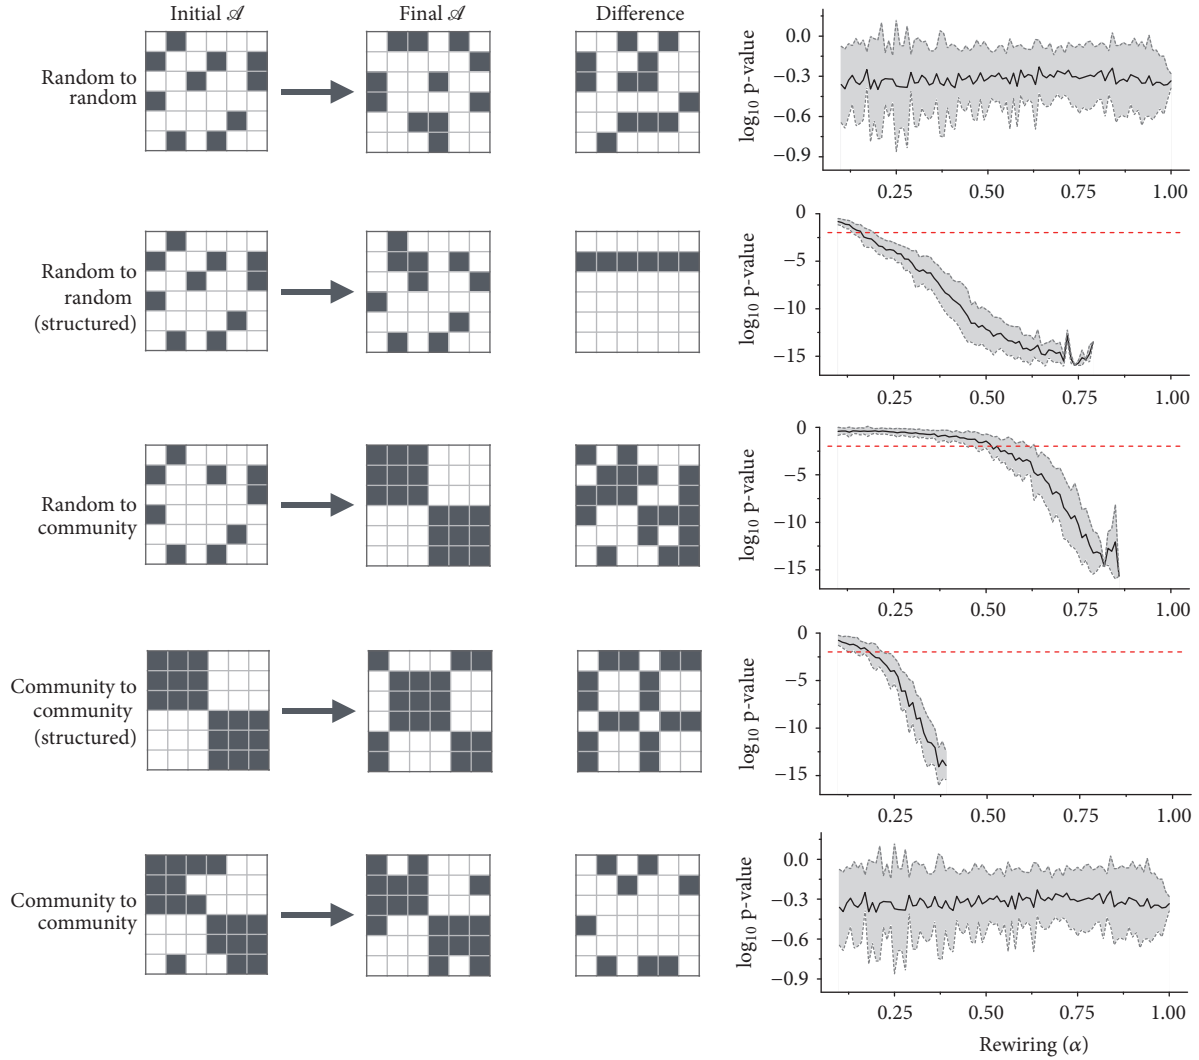 Initial 𝒜
Final 𝒜
Difference
Random to
random
log10 p-value
0.0
−0.3
−0.6
−0.9
0.25
0.50
0.75
1.00
Random to
random
(structured)
log10 p-value
0
−5
−10
−15
0.25
0.50
0.75
1.00
Random to
community
log10 p-value
0
−5
−10
−15
0.25
0.50
0.75
1.00
Community to
community
(structured)
log10 p-value
0
−5
−10
−15
0.25
0.50
0.75
1.00
Community to
community
log10 p-value
0.0
−0.3
−0.6
−0.9
0.25
0.50
0.75
1.00
Rewiring (α)